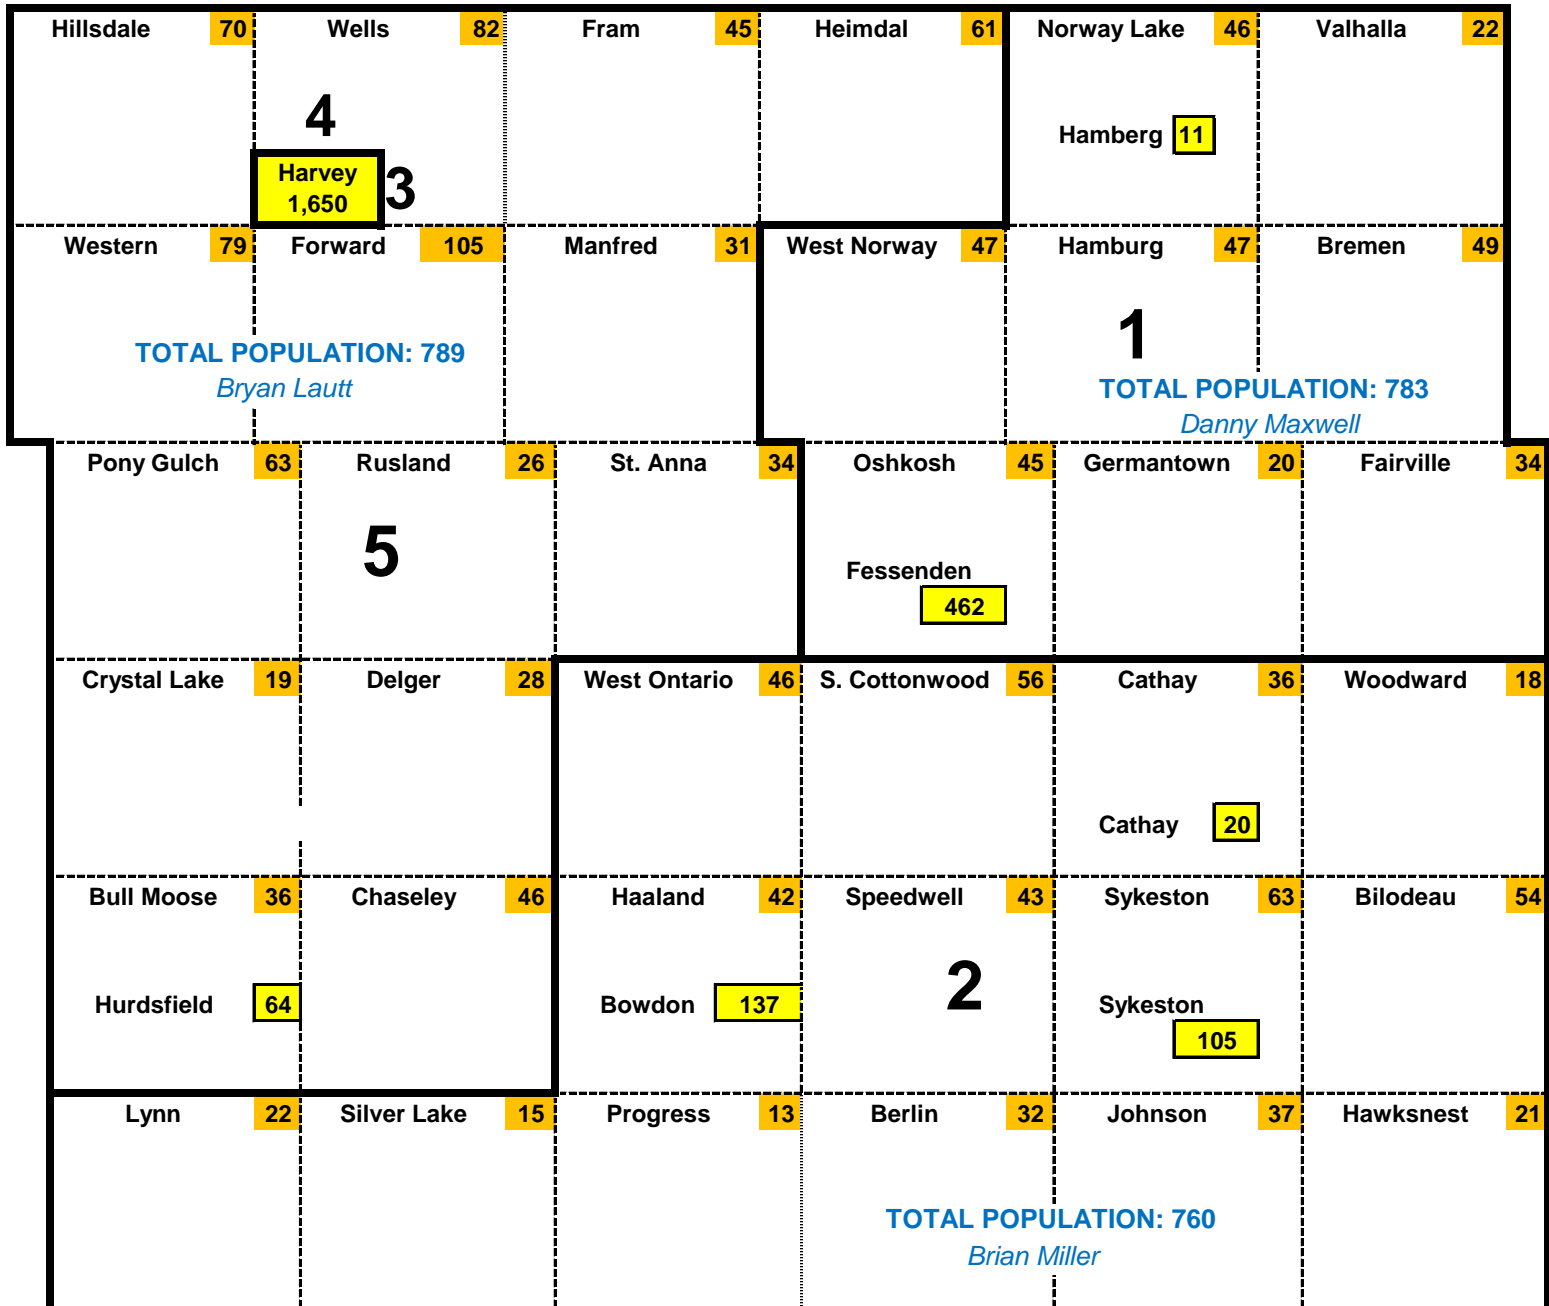 Hillsdale 70 Wells 82 Fram 45 Heimdal 61 Norway Lake 46 Valhalla 22
4
Hamberg 11
Harvey
1,650
3
Western 79 Forward 105 Manfred 31 West Norway 47 Hamburg 47 Bremen 49
1
TOTAL POPULATION: 789
Bryan Lautt
TOTAL POPULATION: 783
Danny Maxwell
Pony Gulch 63 Rusland 26 St. Anna 34 Oshkosh 45 Germantown 20 Fairville 34
5
Fessenden
462
Crystal Lake 19 Delger 28 West Ontario 46 S. Cottonwood 56 Cathay 36 Woodward 18
Cathay 20
Bull Moose 36 Chaseley 46 Haaland 42 Speedwell 43 Sykeston 63 Bilodeau 54
2
Hurdsfield 64 Bowdon 137 Sykeston
105
Lynn 22 Silver Lake 15 Progress 13 Berlin 32 Johnson 37 Hawksnest 21
TOTAL POPULATION: 760
Brian Miller